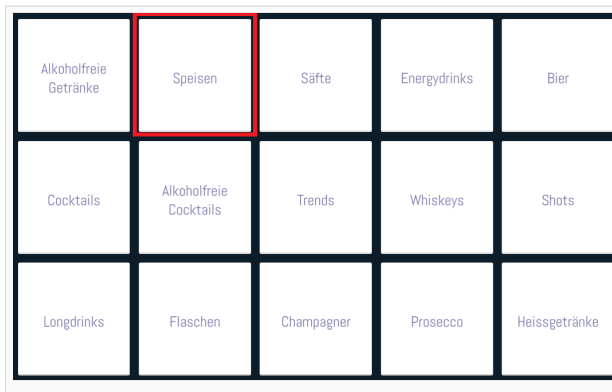 Alkoholfreie
Getränke
Speisen
Säfte
Energydrinks
Bier
Cocktails
Alkoholfreie
Cocktails
Trends
Whiskeys
Shots
Longdrinks
Flaschen
Champagner
Prosecco
Heissgetränke